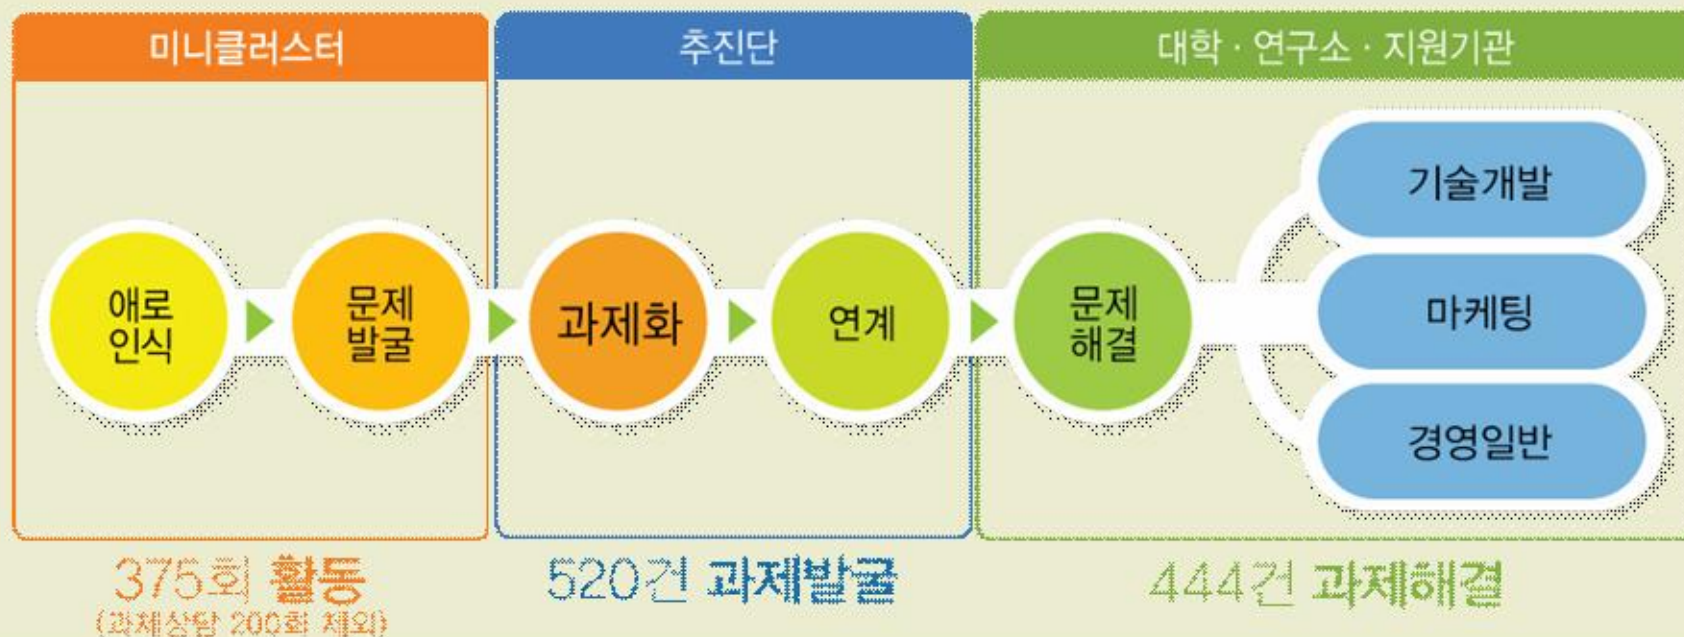 미니클러스터
추진단
대학 · 연구소 · 지원기관
애로
인식
문제
발굴
과제화
연계
문제
해결
기술개발
마케팅
경영일반
375회 활동
(과제상담 200회 제외)
520건 과제발굴
444건 과제해결